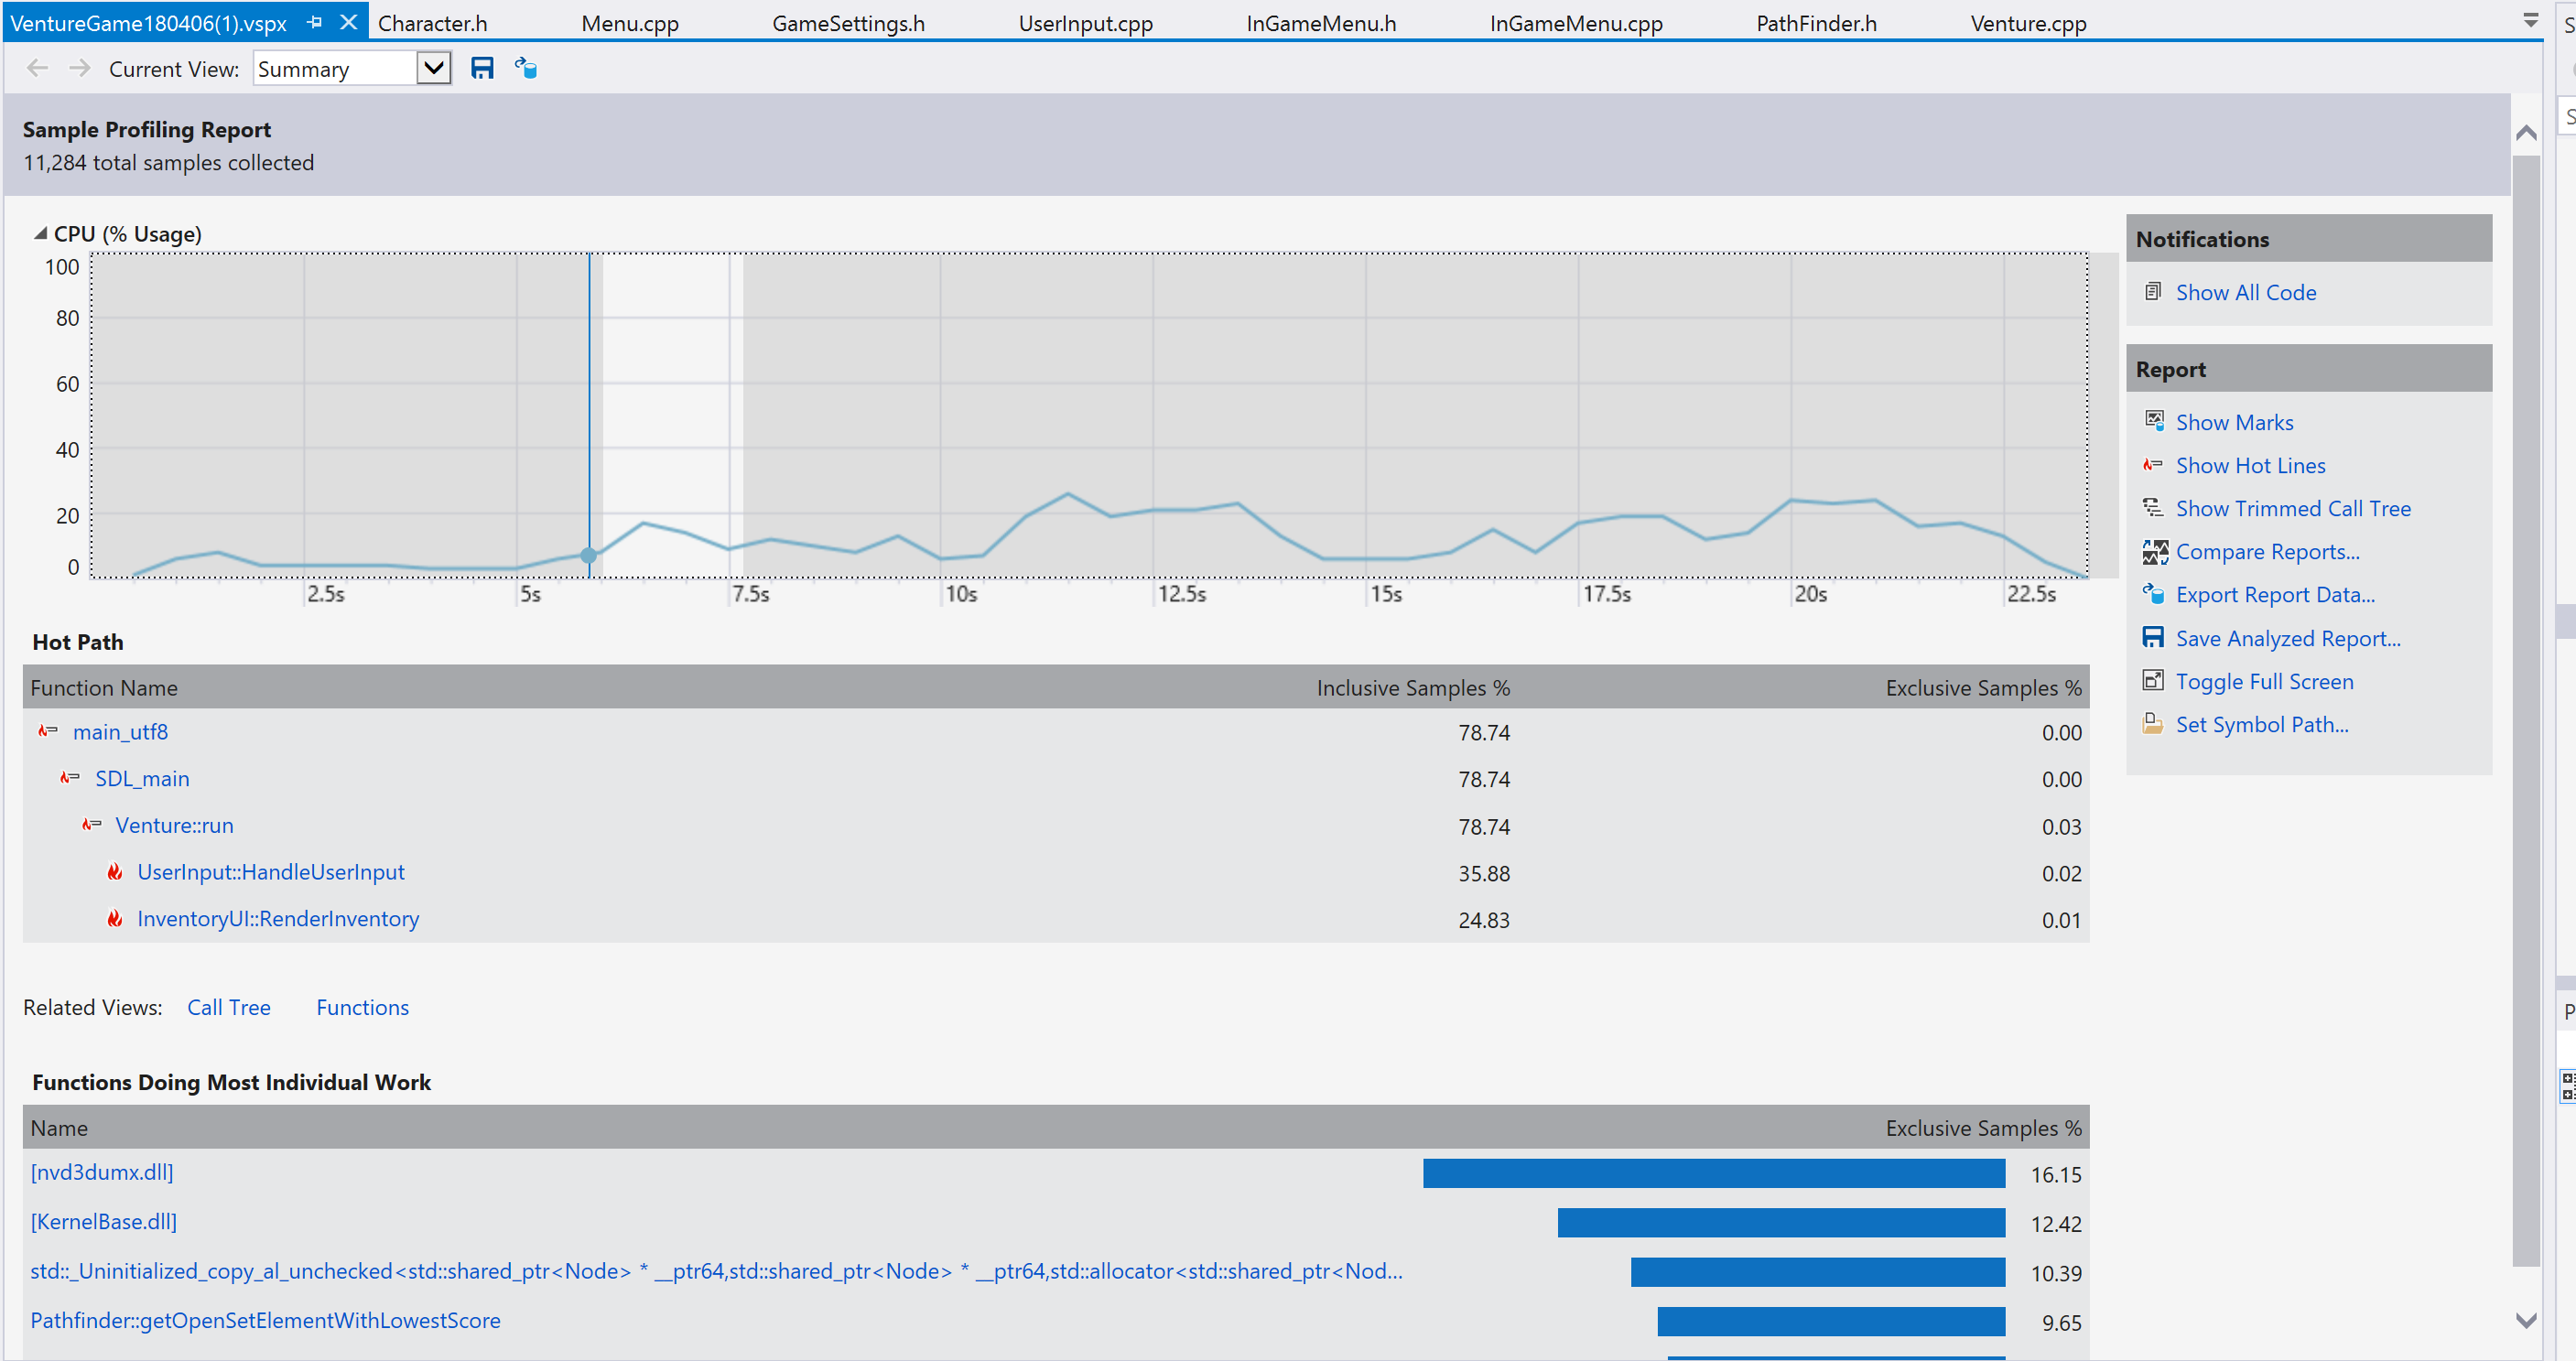 VentureGame180406(1).vspx Character.h Menu.cpp GameSettings.h UserInput.cpp InGameMenu.h InGameMenu.cpp PathFinder.h Venture.cpp
Current View: Summary
Sample Profiling Report
11,284 total samples collected
CPU (% Usage)
100
80
60
40
20
0
2.5s 5s 7.5s 10s 12.5s 15s 17.5s 20s 22.5s
Notifications
Show All Code
Report
Show Marks
Show Hot Lines
Show Trimmed Call Tree
Compare Reports...
Export Report Data...
Save Analyzed Report...
Toggle Full Screen
Set Symbol Path...
Hot Path
Function Name Inclusive Samples % Exclusive Samples %
main_utf8 78.74 0.00
SDL_main 78.74 0.00
Venture::run 78.74 0.03
UserInput::HandleUserInput 35.88 0.02
InventoryUI::RenderInventory 24.83 0.01
Related Views: Call Tree Functions
Functions Doing Most Individual Work
Name Exclusive Samples %
[nvd3dumx.dll] 16.15
[KernelBase.dll] 12.42
std::_Uninitialized_copy_al_unchecked<std::shared_ptr<Node> * __ptr64,std::shared_ptr<Node> * __ptr64,std::allocator<std::shared_ptr<Nod... 10.39
Pathfinder::getOpenSetElementWithLowestScore 9.65